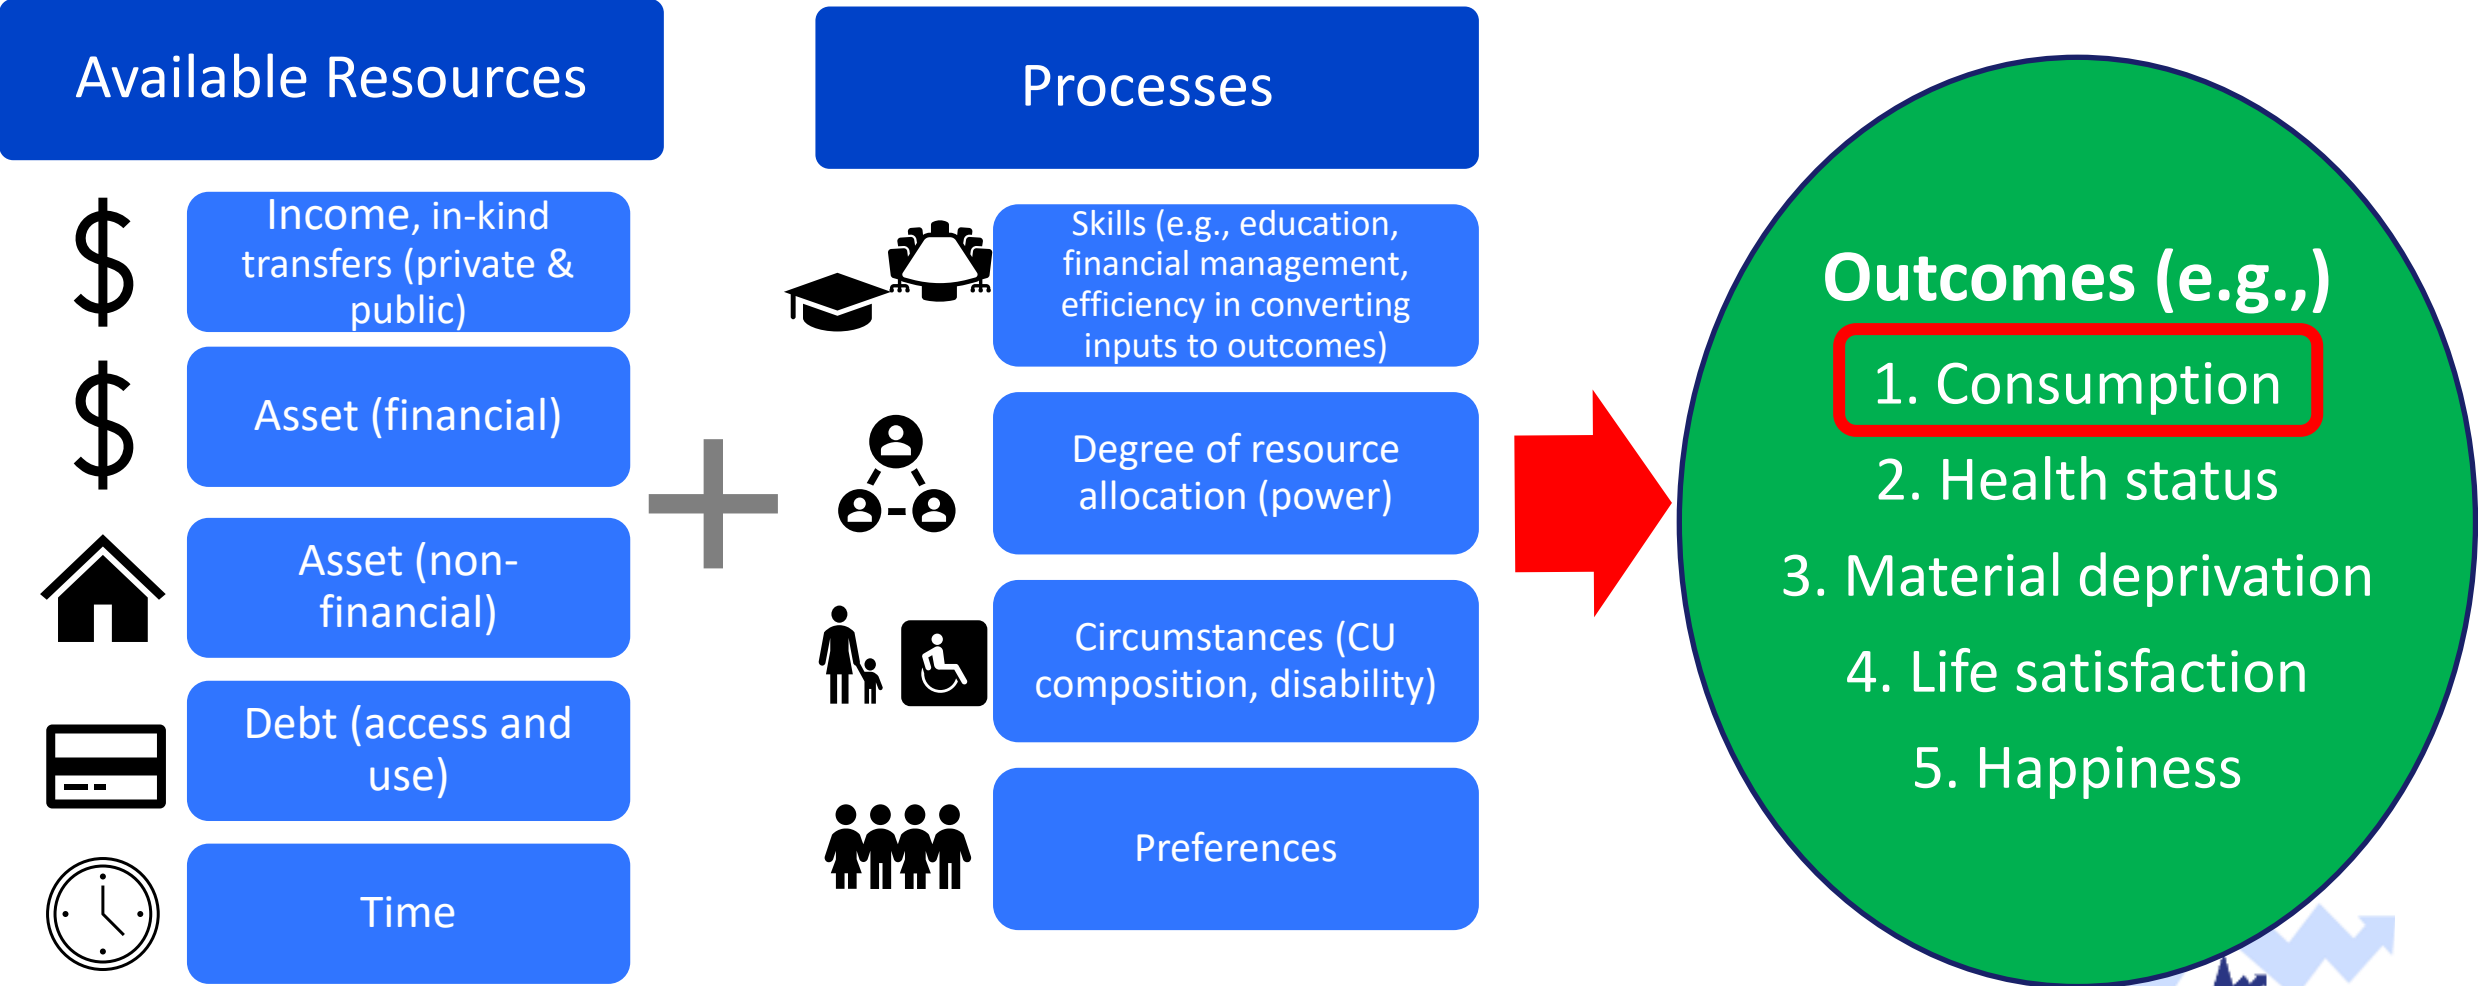 Available Resources
Income, in-kind
transfers (private &
public)
Asset (financial)
Asset (non-
financial)
Debt (access and
use)
Time
Processes
Skills (e.g., education,
financial management,
efficiency in converting
inputs to outcomes)
Degree of resource
allocation (power)
Circumstances (CU
composition, disability)
Preferences
Outcomes (e.g.,)
1. Consumption
2. Health status
3. Material deprivation
4. Life satisfaction
5. Happiness